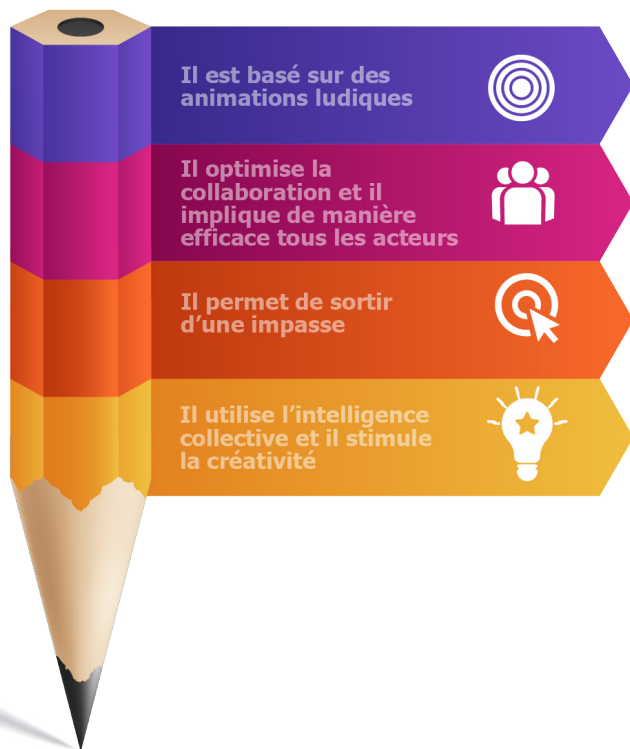 Il est basé sur des
animations ludiques
Il optimise la
collaboration et il
implique de manière
efficace tous les acteurs
Il permet de sortir
d’une impasse
Il utilise l’intelligence
collective et il stimule
la créativité